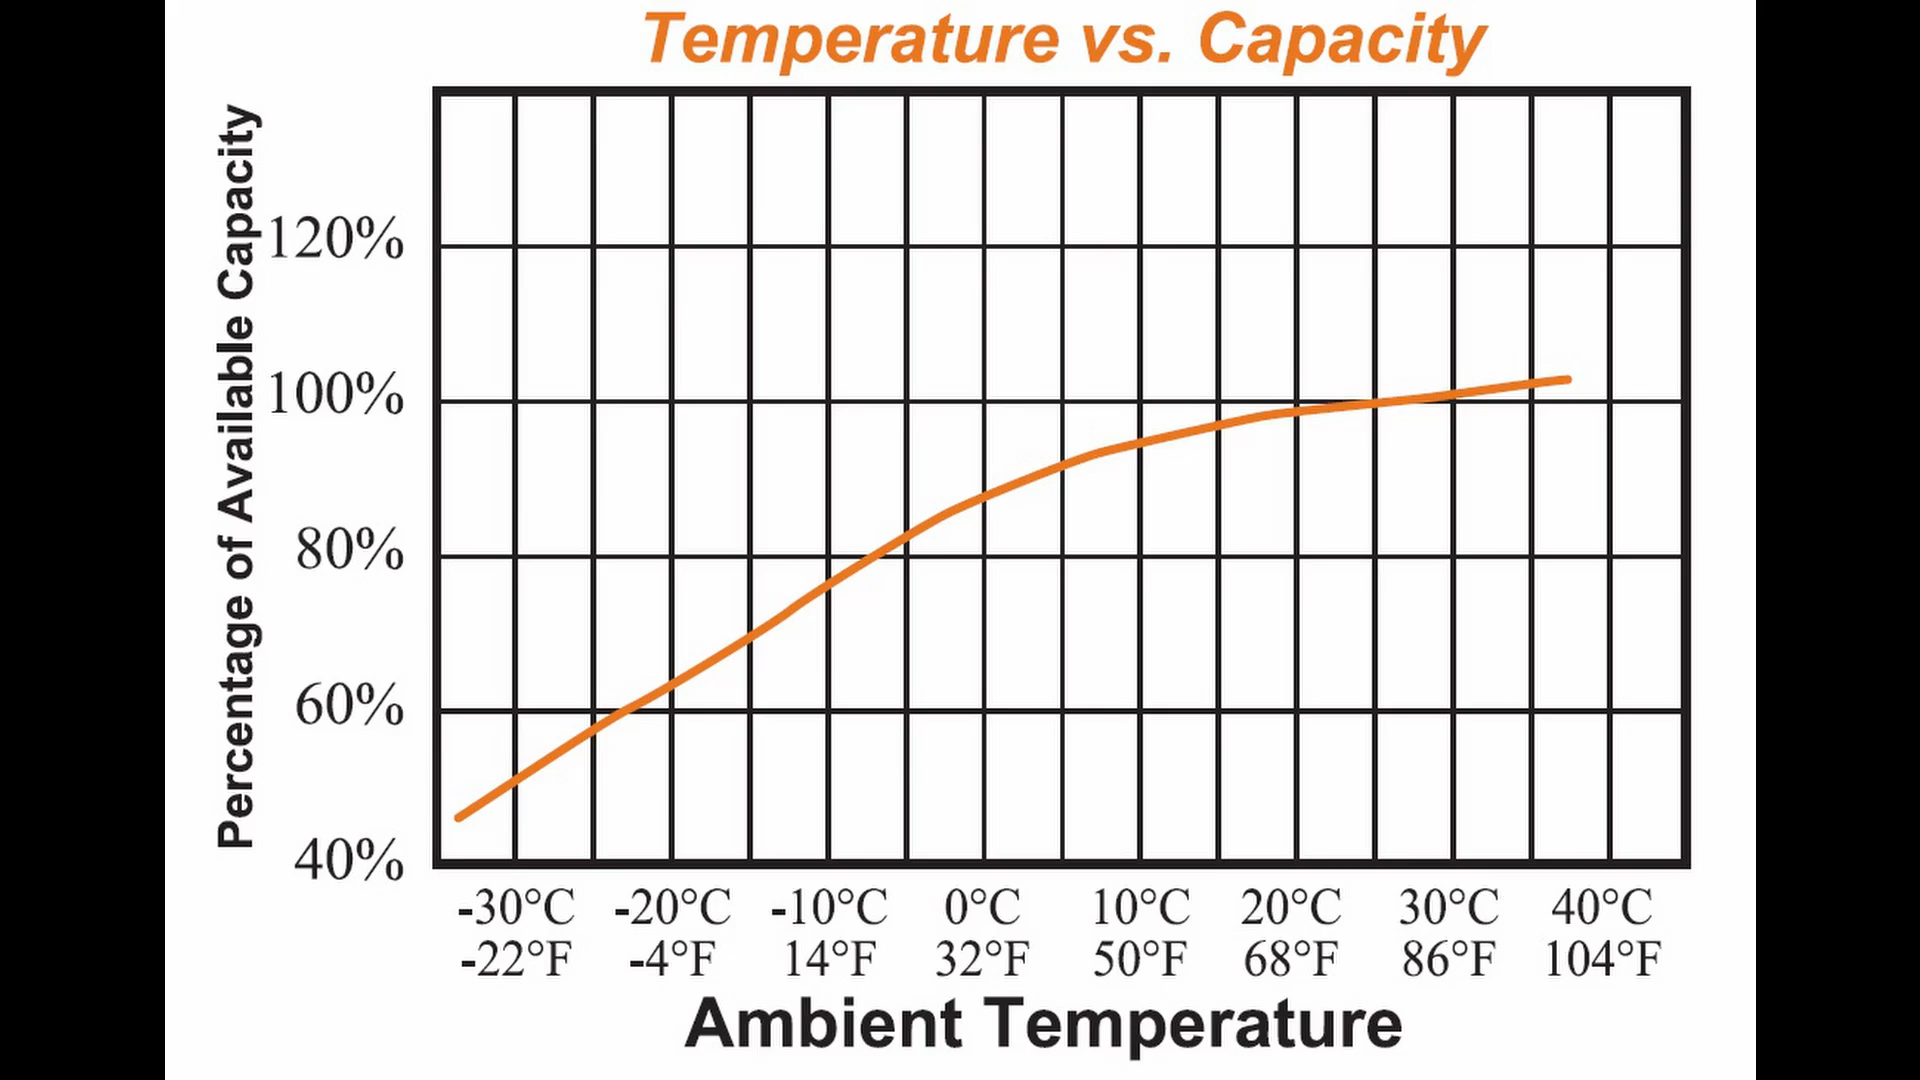 Temperature vs. Capacity
Percentage of Available Capacity
120%
100%
80%
60%
40%
-30°C -20°C -10°C 0°C 10°C 20°C 30°C 40°C
-22°F -4°F 14°F 32°F 50°F 68°F 86°F 104°F
Ambient Temperature